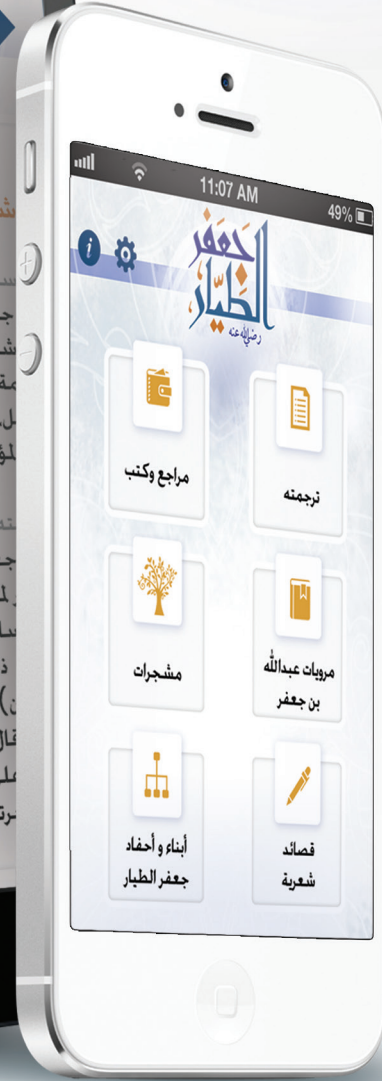 11:07 AM
49%
جعفر
الطيار
رضي الله عنه
ترجمته
مراجع وكتب
مرويات عبدالله
بن جعفر
مشجرات
قصائد
شعرية
أبناء و أحفاد
جعفر الطيار